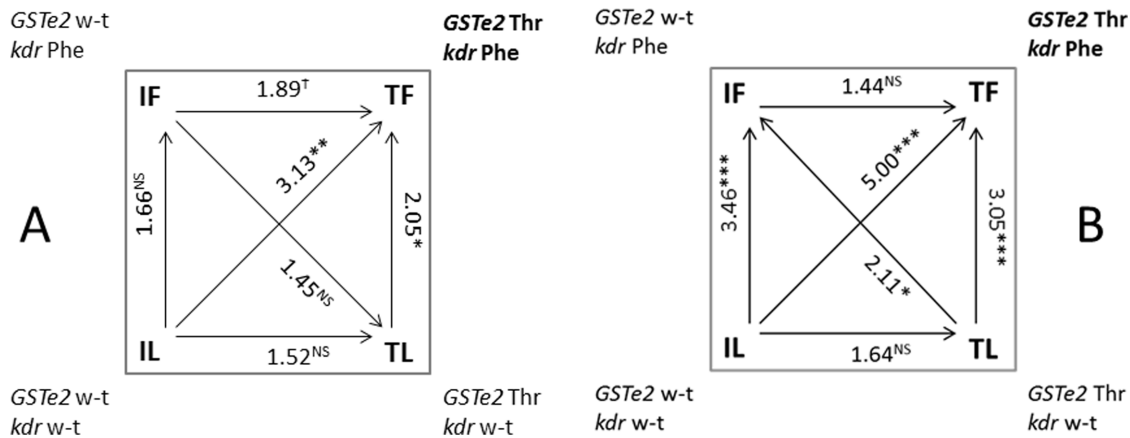 GSTe2 w-t
kdr Phe
GSTe2 Thr
kdr Phe
IF
1.89ᵀ
TF
1.66ᴺˢ
3.13**
2.05*
1.45ᴺˢ
A
IL
1.52ᴺˢ
TL
GSTe2 w-t
kdr w-t
GSTe2 Thr
kdr w-t
GSTe2 w-t
kdr Phe
GSTe2 Thr
kdr Phe
IF
1.44ᴺˢ
TF
3.46***
5.00***
3.05***
2.11*
B
IL
1.64ᴺˢ
TL
GSTe2 w-t
kdr w-t
GSTe2 Thr
kdr w-t